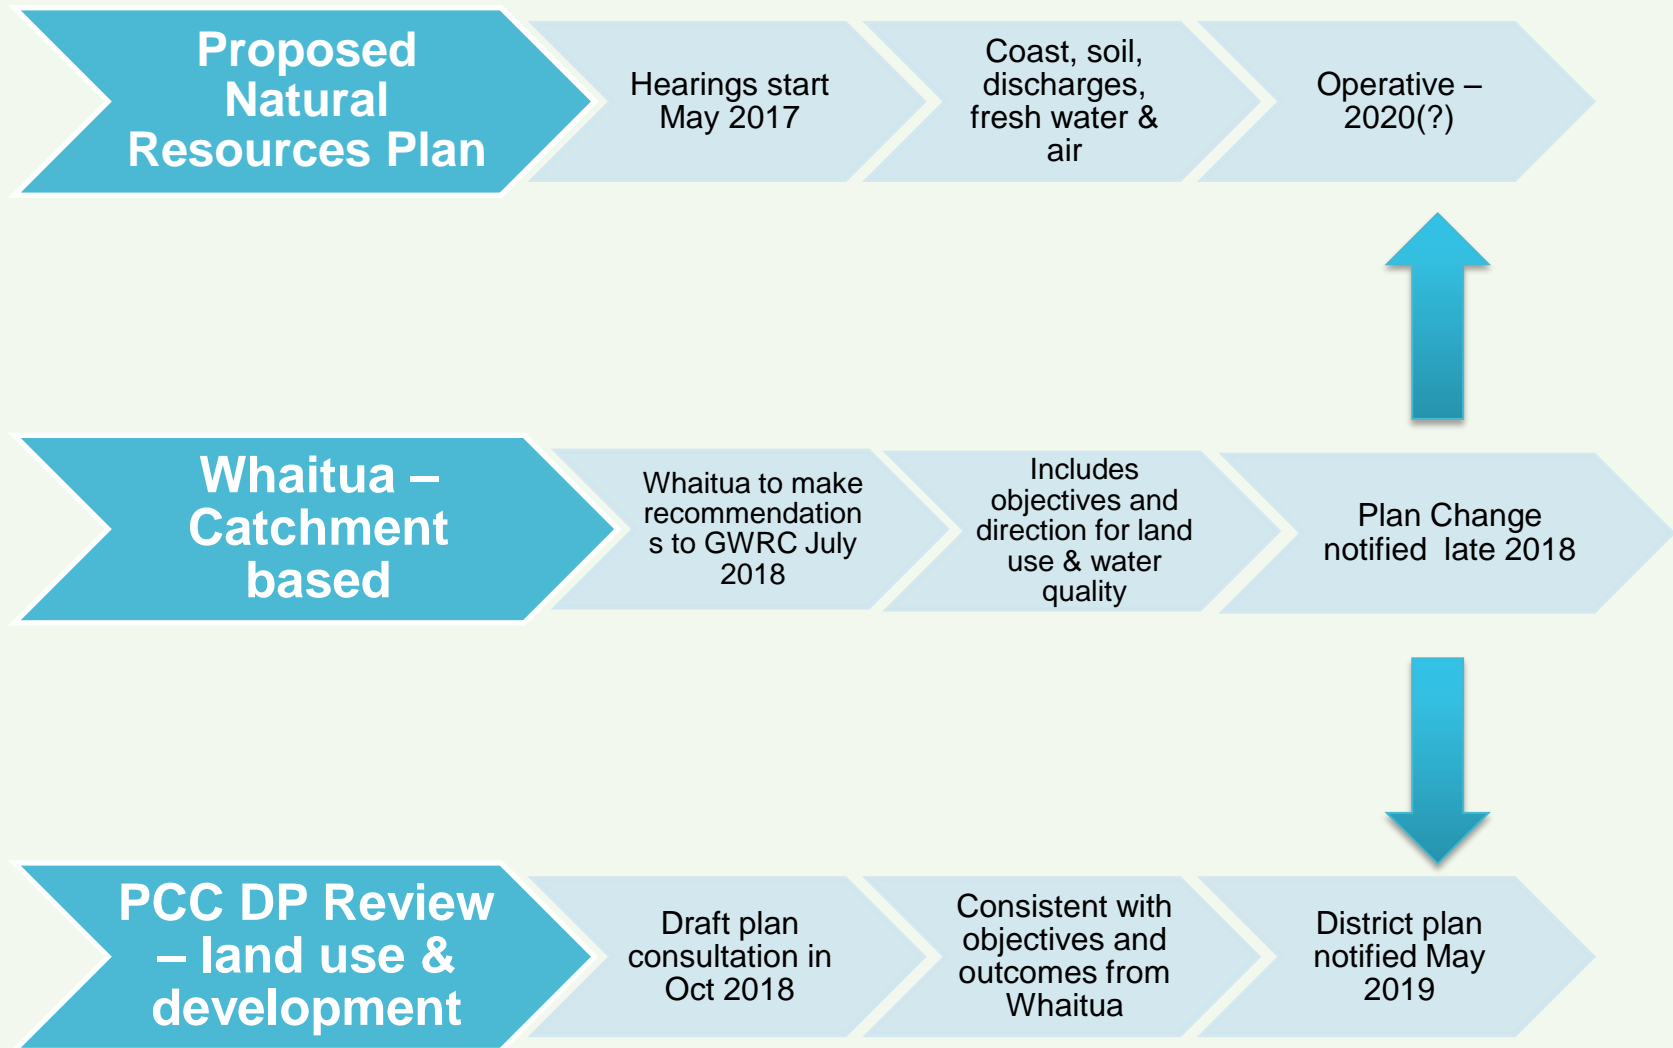 Proposed
Natural
Resources Plan
Hearings start
May 2017
Coast, soil,
discharges,
fresh water &
air
Operative –
2020(?)
Whaitua –
Catchment
based
Whaitua to make
recommendation
s to GWRC July
2018
Includes
objectives and
direction for land
use & water
quality
Plan Change
notified  late 2018
PCC DP Review
– land use &
development
Draft plan
consultation in
Oct 2018
Consistent with
objectives and
outcomes from
Whaitua
District plan
notified May
2019